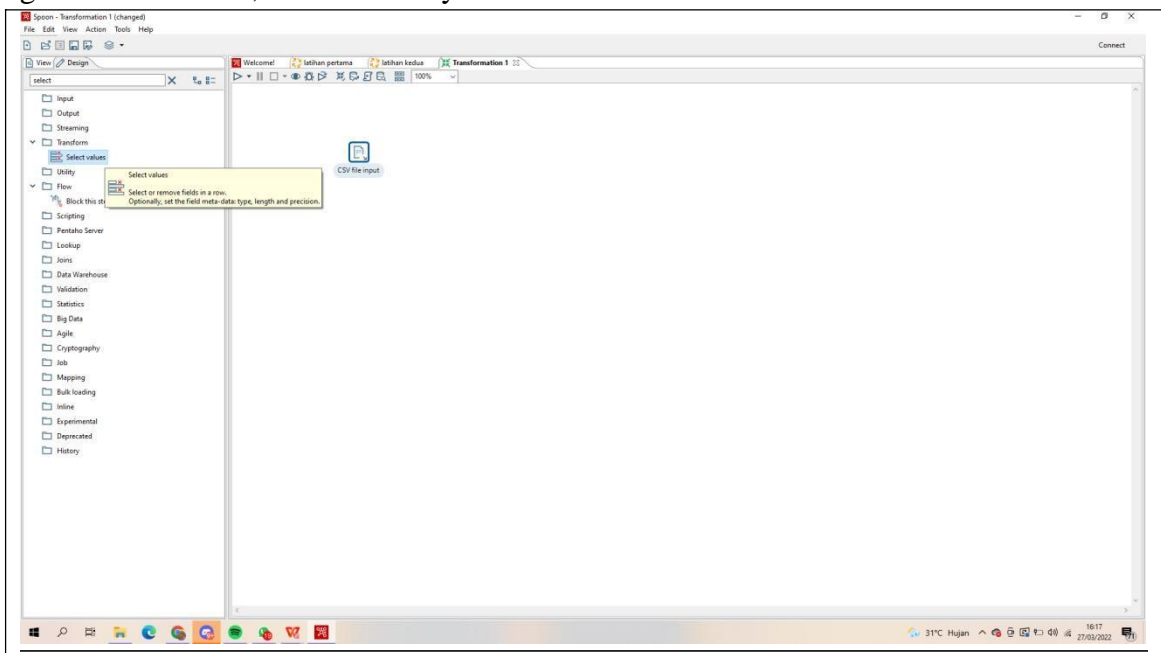 Spoon - Transformation 1 (changed)
File Edit View Action Tools Help
Connect
View Design
Welcome! latihan pertama latihan kedua Transformation 1
select
100%
Input
Output
Streaming
Transform
Select values
Utility
Flow
Block this st
Scripting
Pentaho Server
Lookup
Joins
Data Warehouse
Validation
Statistics
Big Data
Agile
Cryptography
Job
Mapping
Bulk loading
Inline
Experimental
Deprecated
History
Select values
Select or remove fields in a row.
Optionally, set the field meta-data: type, length and precision.
CSV file input
31°C Hujan
16:17
27/03/2022